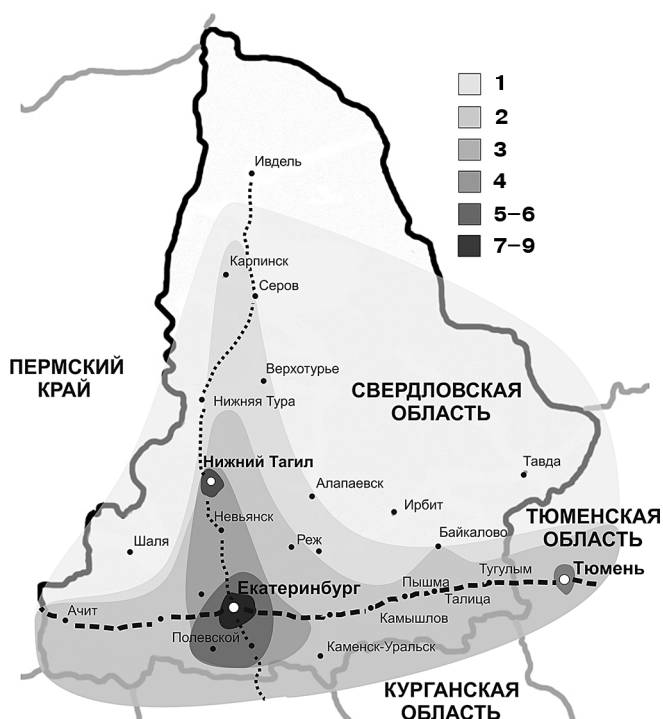 1
2
3
4
5–6
7–9
Ивдель
Карпинск
Серов
ПЕРМСКИЙ
КРАЙ
Верхотурье
СВЕРДЛОВСКАЯ
ОБЛАСТЬ
Нижняя Тура
Нижний Тагил
Тавда
Алапаевск
Ирбит
ТЮМЕНСКАЯ
ОБЛАСТЬ
Невьянск
Шаля
Реж
Байкалово
Тугулым
Тюмень
Екатеринбург
Пышма
Талица
Ачит
Камышлов
Полевской
Каменск-Уральск
КУРГАНСКАЯ
ОБЛАСТЬ